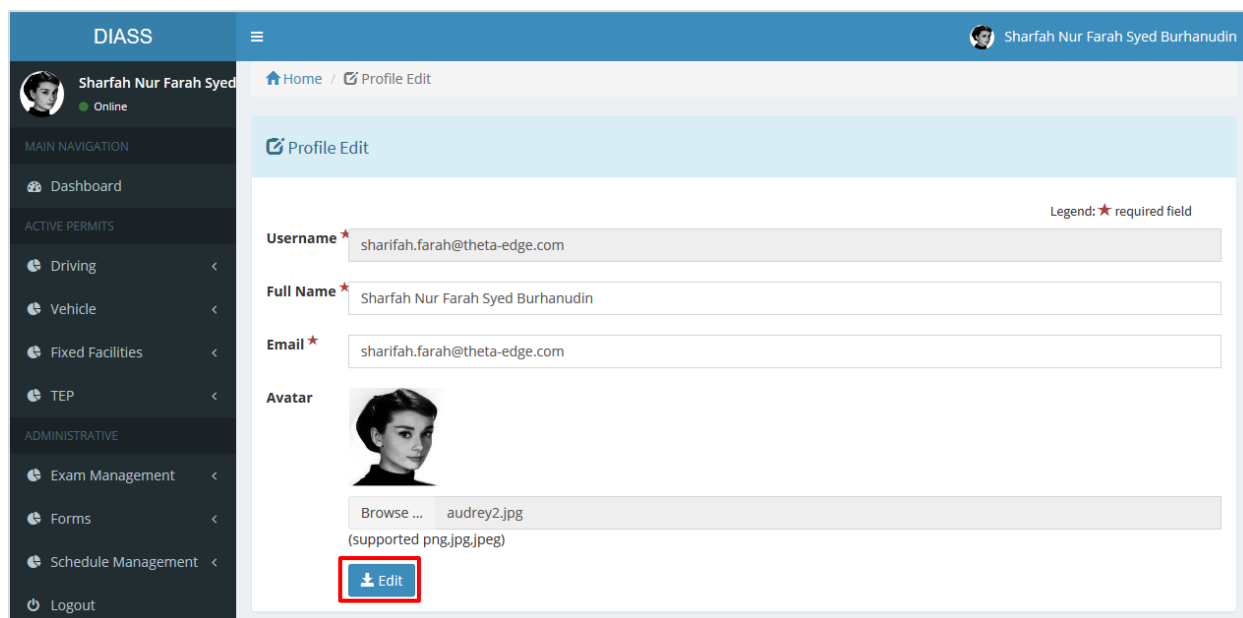 DIASS
Sharfah Nur Farah Syed Burhanudin
Sharfah Nur Farah Syed
Online
MAIN NAVIGATION
Dashboard
ACTIVE PERMITS
Driving
Vehicle
Fixed Facilities
TEP
ADMINISTRATIVE
Exam Management
Forms
Schedule Management
Logout
Home / Profile Edit
Profile Edit
Legend: ★ required field
Username ★ sharifah.farah@theta-edge.com
Full Name ★ Sharfah Nur Farah Syed Burhanudin
Email ★ sharifah.farah@theta-edge.com
Avatar
Browse ... audrey2.jpg
(supported png,jpg,jpeg)
Edit